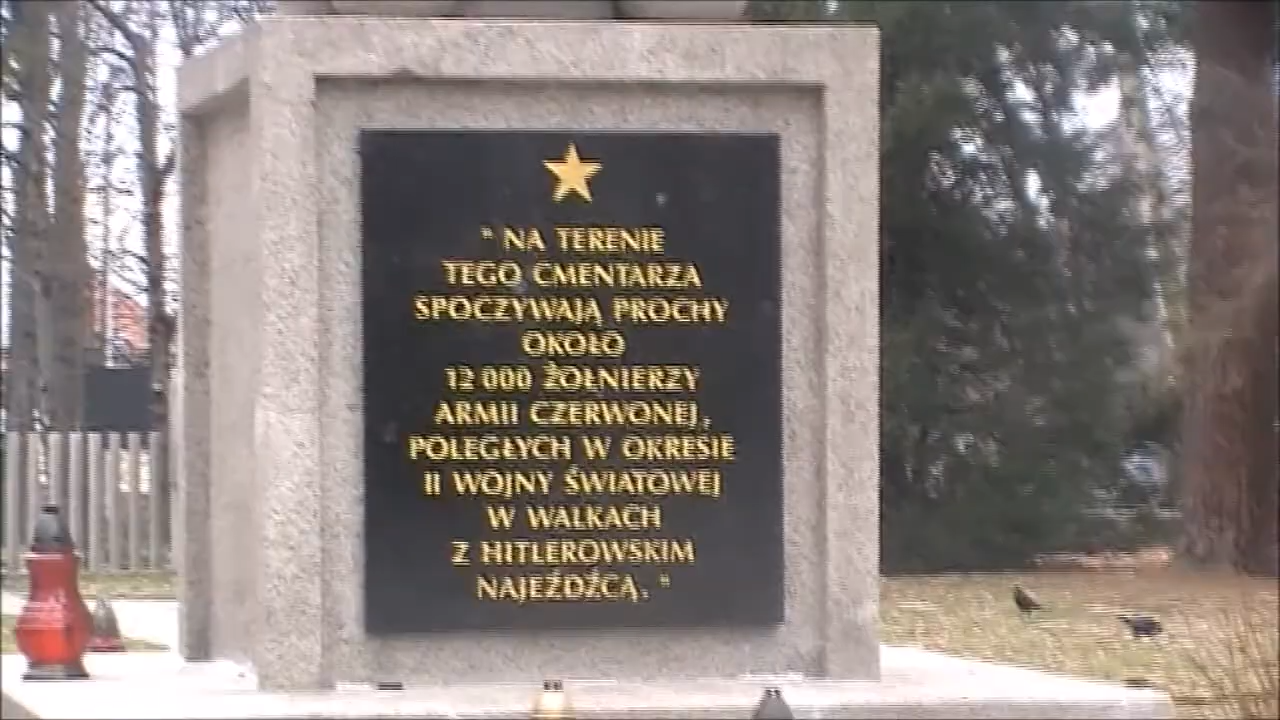 " NA TERENIE
TEGO CMENTARZA
SPOCZYWAJĄ PROCHY
OKOŁO
12 000 ŻOŁNIERZY
ARMII CZERWONEJ,
POLEGŁYCH W OKRESIE
II WOJNY ŚWIATOWEJ
W WALKACH
Z HITLEROWSKIM
NAJEŹDŹCĄ. "